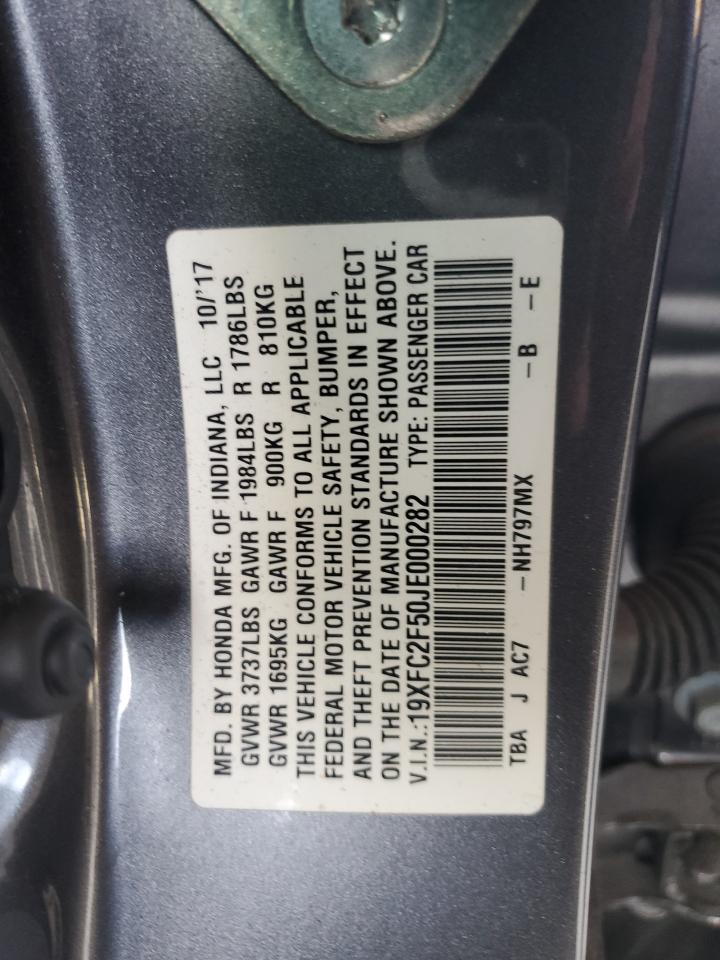 MFD. BY HONDA MFG. OF INDIANA, LLC 10/'17
GVWR 3737LBS GAWR F 1984LBS R 1786LBS
GVWR 1695KG GAWR F 900KG R 810KG
THIS VEHICLE CONFORMS TO ALL APPLICABLE
FEDERAL MOTOR VEHICLE SAFETY, BUMPER,
AND THEFT PREVENTION STANDARDS IN EFFECT
ON THE DATE OF MANUFACTURE SHOWN ABOVE.
V.I.N.:19XFC2F50JE000282 TYPE: PASSENGER CAR
TBA J AC7 -NH797MX -B -E